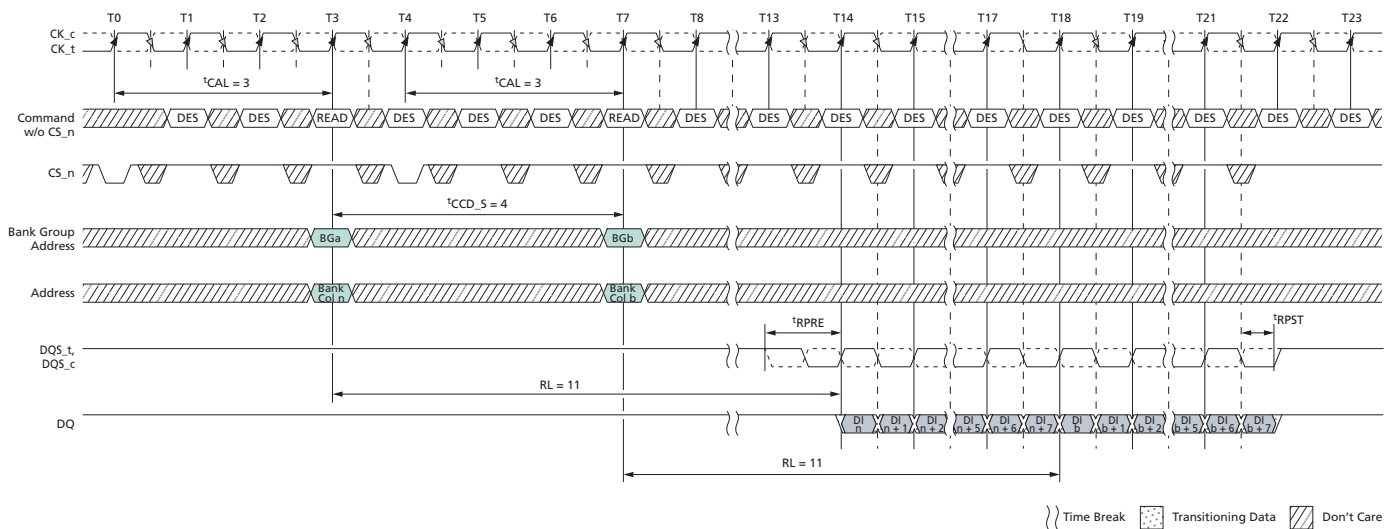 T0 T1 T2 T3 T4 T5 T6 T7 T8 T13 T14 T15 T17 T18 T19 T21 T22 T23
CK_c
CK_t
tCAL = 3 tCAL = 3
Command
w/o CS_n
DES DES READ DES DES DES READ DES DES DES DES DES DES DES DES DES DES
CS_n
tCCD_S = 4
Bank Group
Address
BGa BGb
Address
Bank
Col n
Bank
Col b
tRPRE tRPST
DQS_t,
DQS_c
RL = 11
DQ
DI
n
DI
n + 1
DI
n + 2
DI
n + 5
DI
n + 6
DI
n + 7
DI
b
DI
b + 1
DI
b + 2
DI
b + 5
DI
b + 6
DI
b + 7
RL = 11
Time Break Transitioning Data Don't Care